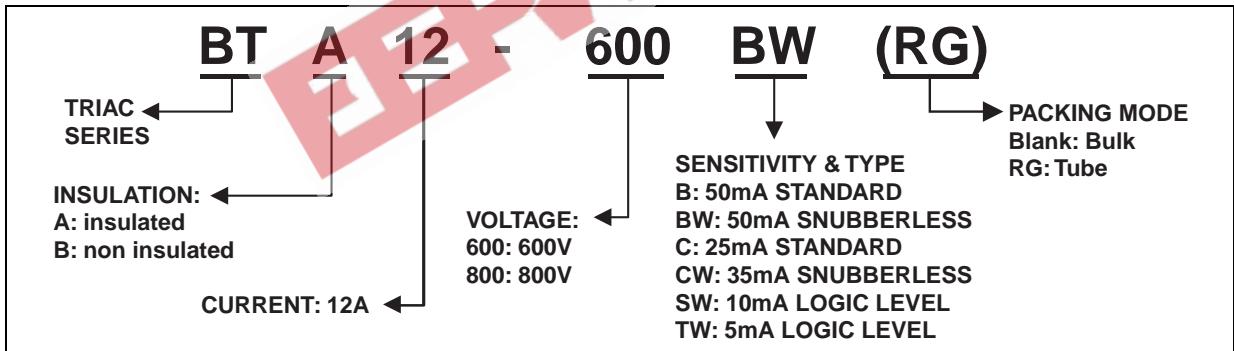 BT A 12 - 600 BW (RG)
TRIAC
SERIES
INSULATION:
A: insulated
B: non insulated
CURRENT: 12A
VOLTAGE:
600: 600V
800: 800V
SENSITIVITY & TYPE
B: 50mA STANDARD
BW: 50mA SNUBBERLESS
C: 25mA STANDARD
CW: 35mA SNUBBERLESS
SW: 10mA LOGIC LEVEL
TW: 5mA LOGIC LEVEL
PACKING MODE
Blank: Bulk
RG: Tube